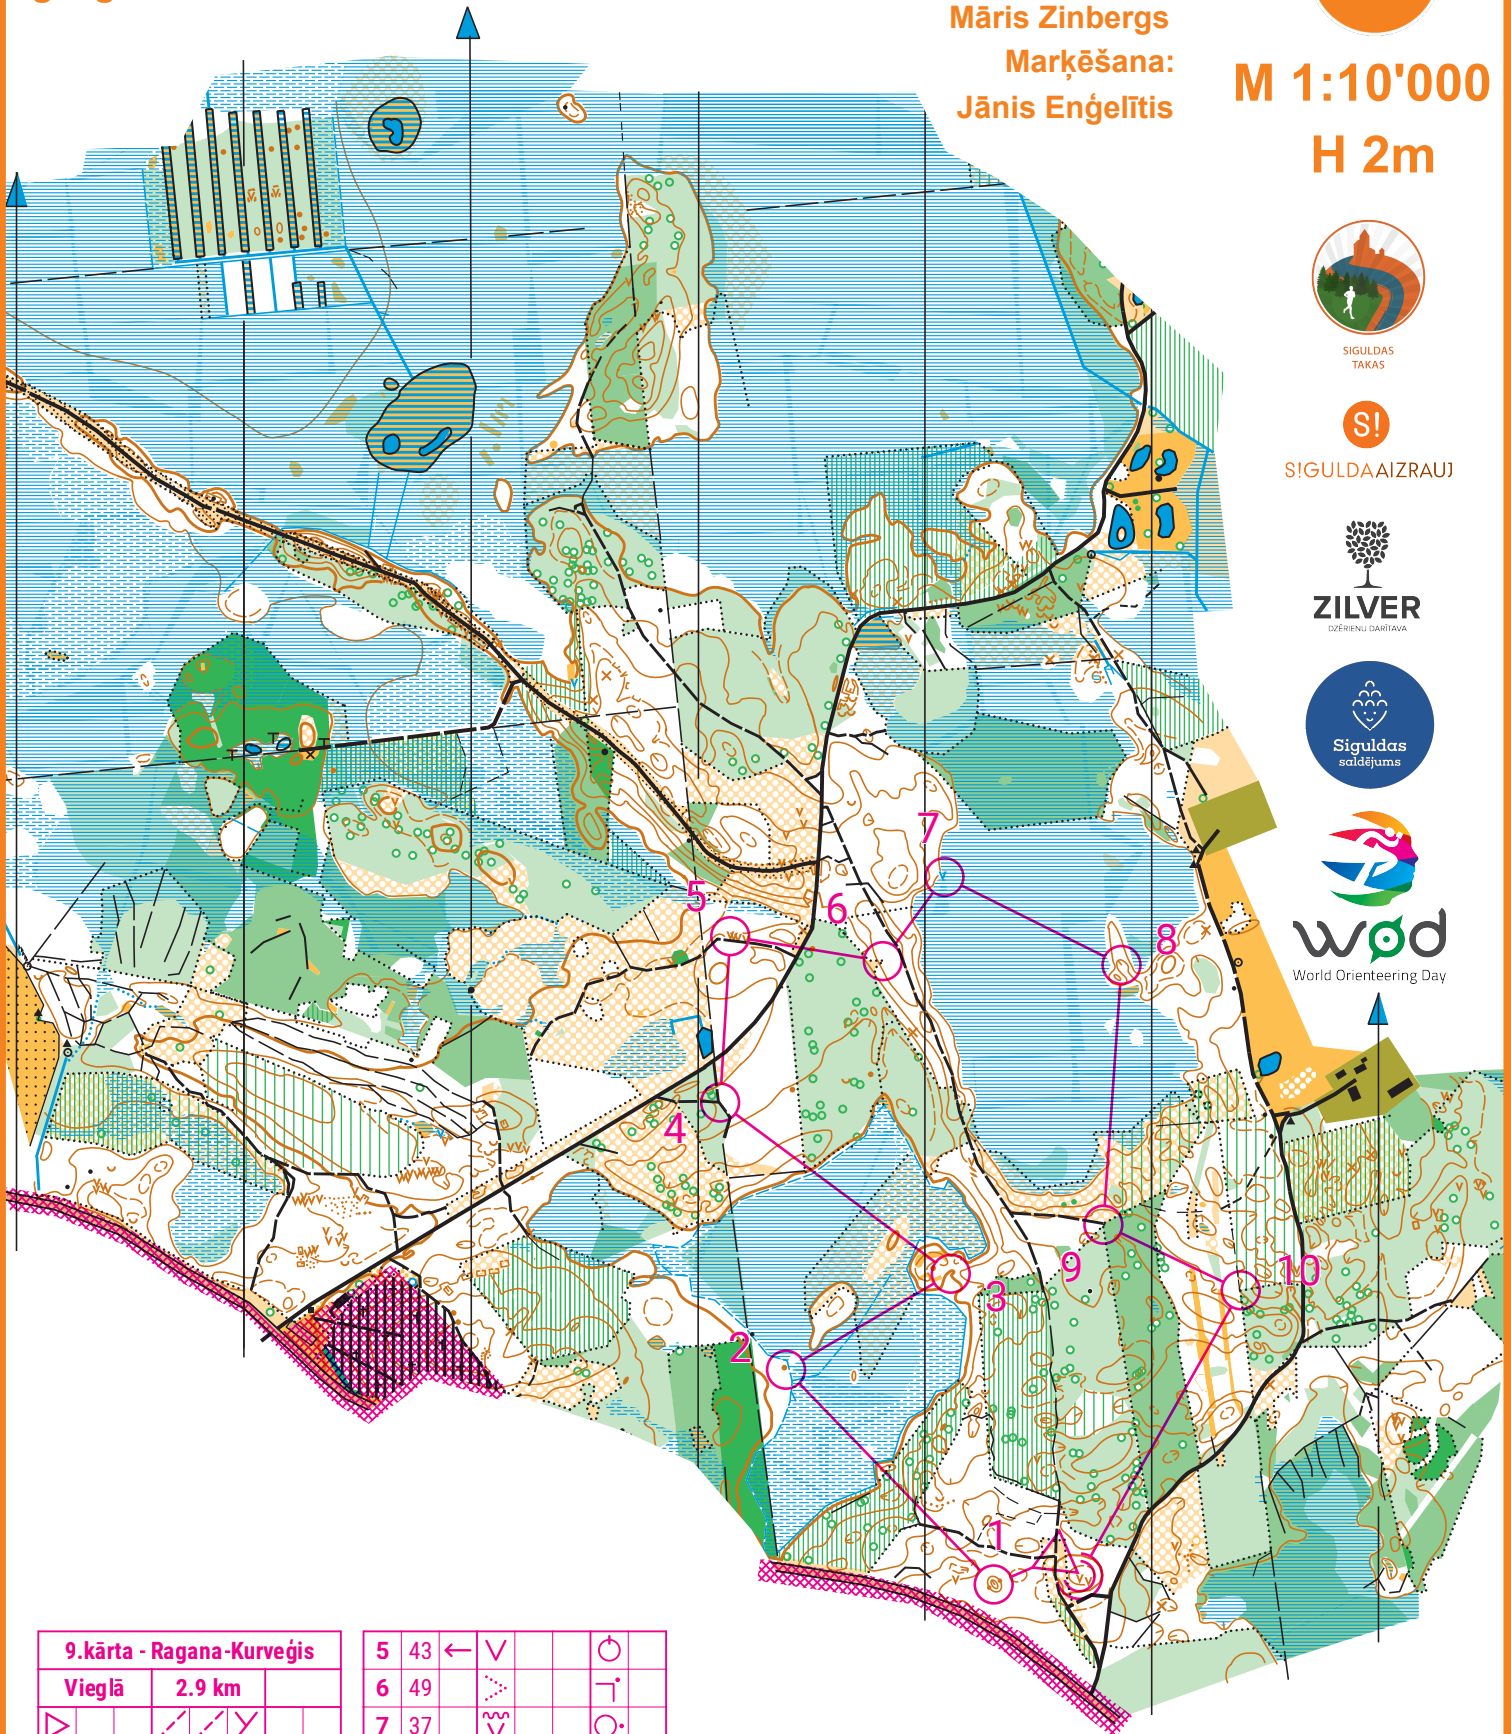 Māris Zinbergs
Marķēšana:
Jānis Enģelītis
M 1:10'000
H 2m
SIGULDAS
TAKAS
S!
S!GULDAAIZRAUJ
ZILVER
DZĒRIENU DARĪTAVA
Siguldas
saldējums
wod
World Orienteering Day
7
5
6
8
4
9
10
3
2
1
9.kārta - Ragana-Kurveģis
Vieglā 2.9 km
5 43
6 49
7 37